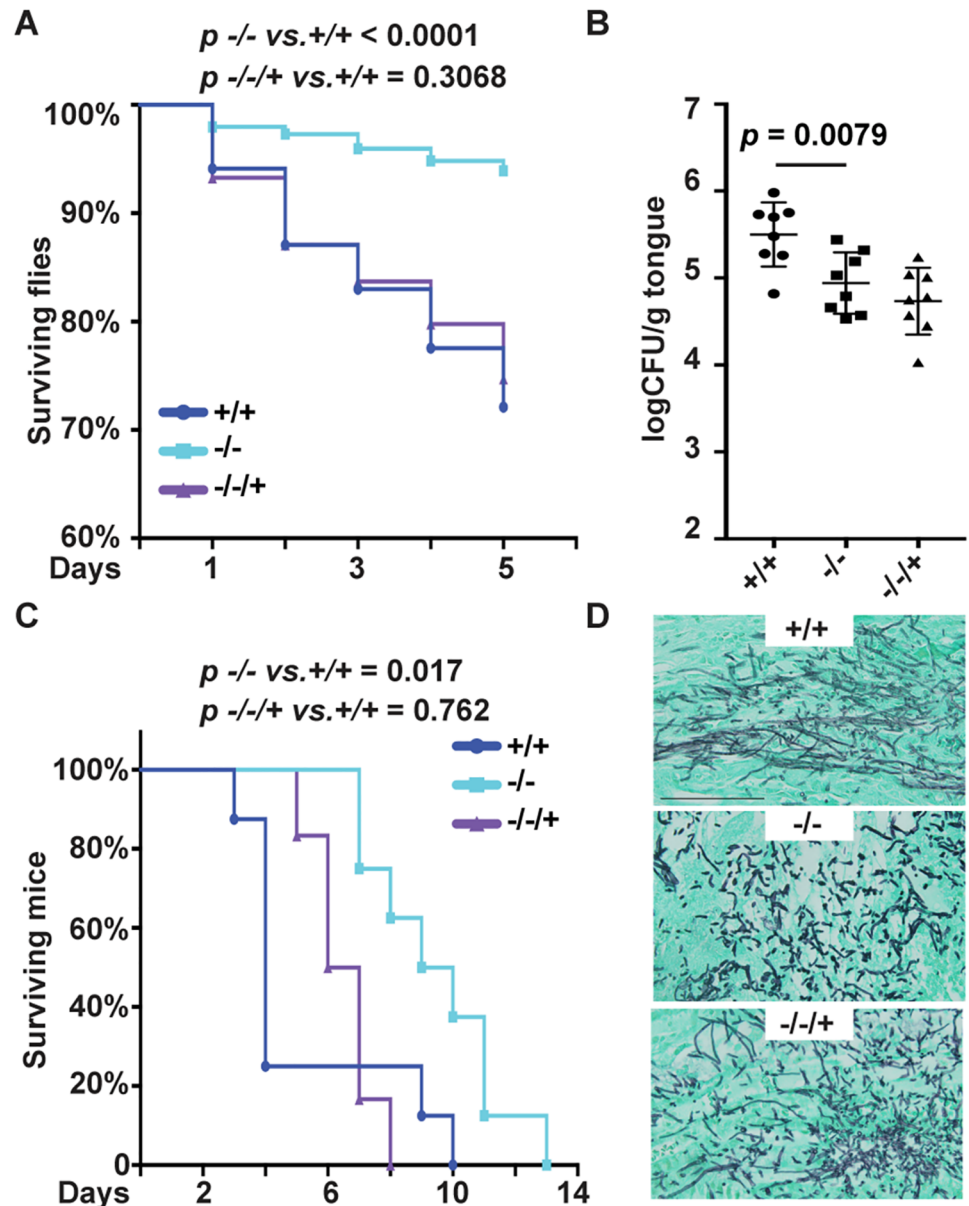 A
p -/- vs.+/+ < 0.0001
p -/-/+ vs.+/+ = 0.3068
Surviving flies
100%
90%
80%
70%
60%
+/+
-/-
-/-/+
Days 1 3 5
B
p = 0.0079
logCFU/g tongue
7
6
5
4
3
2
+/+
-/-
-/-/+
C
p -/- vs.+/+ = 0.017
p -/-/+ vs.+/+ = 0.762
Surviving mice
100%
80%
60%
40%
20%
0
+/+
-/-
-/-/+
Days 2 6 10 14
D
+/+
-/-
-/-/+